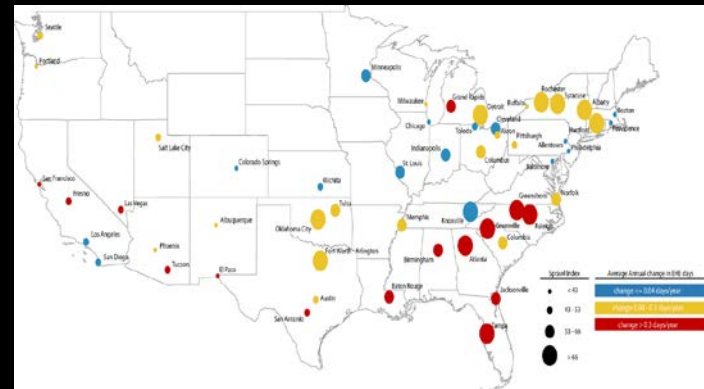 Seattle
Portland
Minneapolis
Milwaukee
Grand Rapids
Detroit
Buffalo
Rochester
Syracuse
Albany
Boston
Chicago
Toledo
Cleveland
Akron
Pittsburgh
Hartford
Providence
Allentown
Philadelphia
Salt Lake City
Colorado Springs
Indianapolis
Columbus
Baltimore
San Francisco
Fresno
Las Vegas
Wichita
St. Louis
Norfolk
Los Angeles
San Diego
Albuquerque
Tulsa
Oklahoma City
Memphis
Knoxville
Greensboro
Raleigh
Phoenix
Tucson
El Paso
Fort Worth - Arlington
Birmingham
Atlanta
Greenville
Columbia
Austin
San Antonio
Baton Rouge
Jacksonville
Tampa
Sprawl Index
Average Annual change in EHE days
> 66